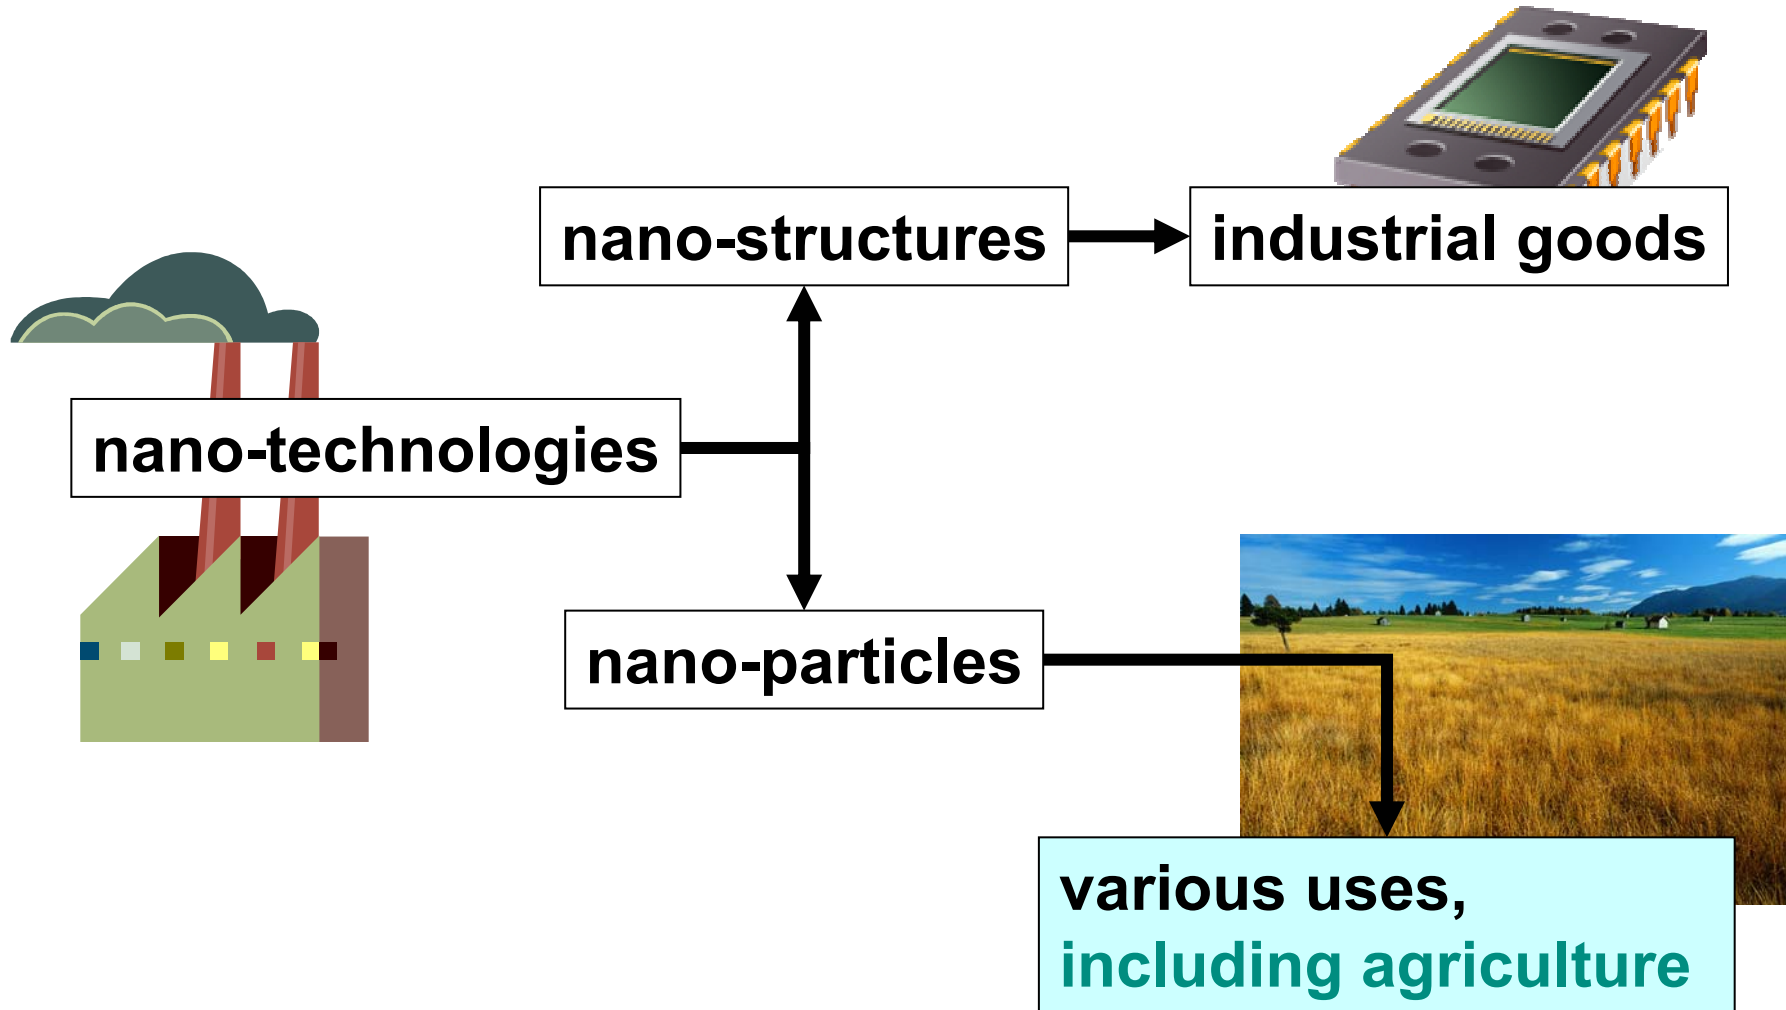 nano-structures
industrial goods
nano-technologies
nano-particles
various uses,
including agriculture